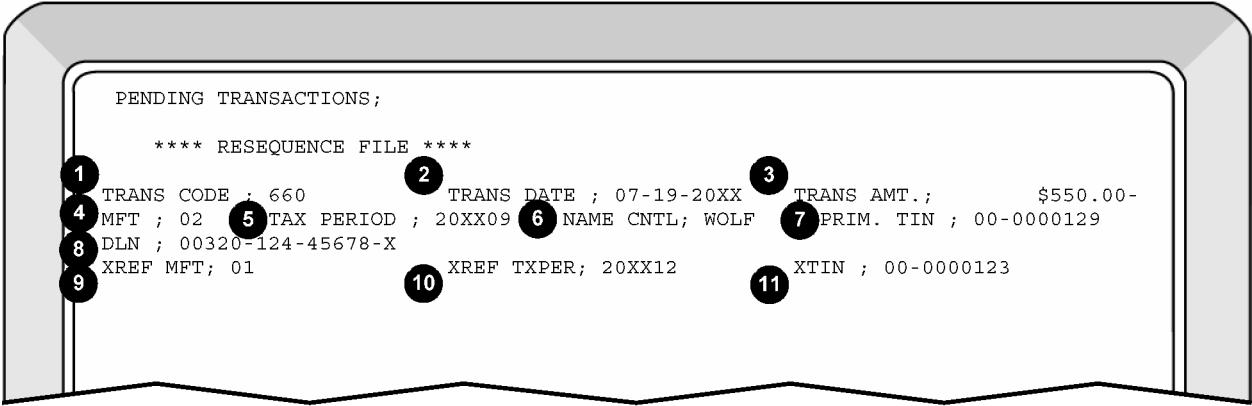 PENDING TRANSACTIONS;
**** RESEQUENCE FILE ****
1 2 3
TRANS CODE ; 660 TRANS DATE ; 07-19-20XX TRANS AMT.; $550.00-
4 MFT ; 02 5 TAX PERIOD ; 20XX09 6 NAME CNTL; WOLF 7 PRIM. TIN ; 00-0000129
8 DLN ; 00320-124-45678-X
XREF MFT; 01 XREF TXPER; 20XX12 XTIN ; 00-0000123
9 10 11